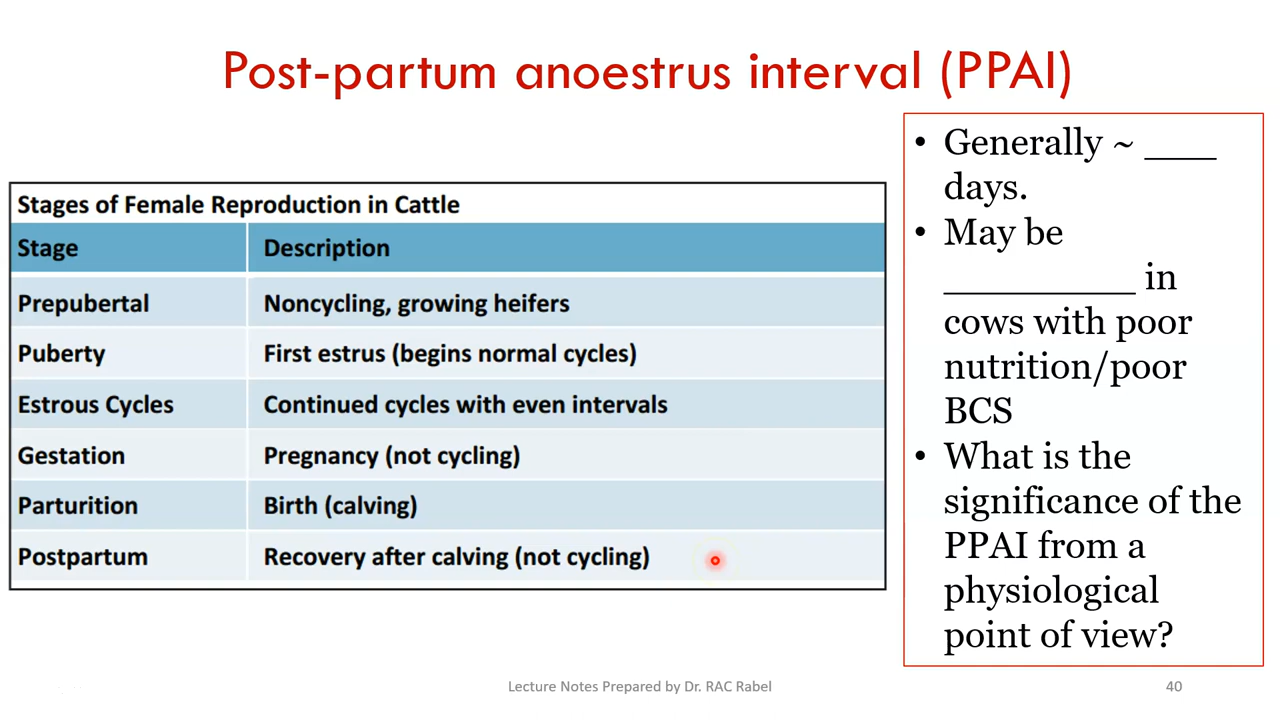 Post-partum anoestrus interval (PPAI)
Stages of Female Reproduction in Cattle
Stage Description
Prepubertal Noncycling, growing heifers
Puberty First estrus (begins normal cycles)
Estrous Cycles Continued cycles with even intervals
Gestation Pregnancy (not cycling)
Parturition Birth (calving)
Postpartum Recovery after calving (not cycling)
• Generally ~ ____
days.
• May be
__________ in
cows with poor
nutrition/poor
BCS
• What is the
significance of the
PPAI from a
physiological
point of view?
Lecture Notes Prepared by Dr. RAC Rabel
40